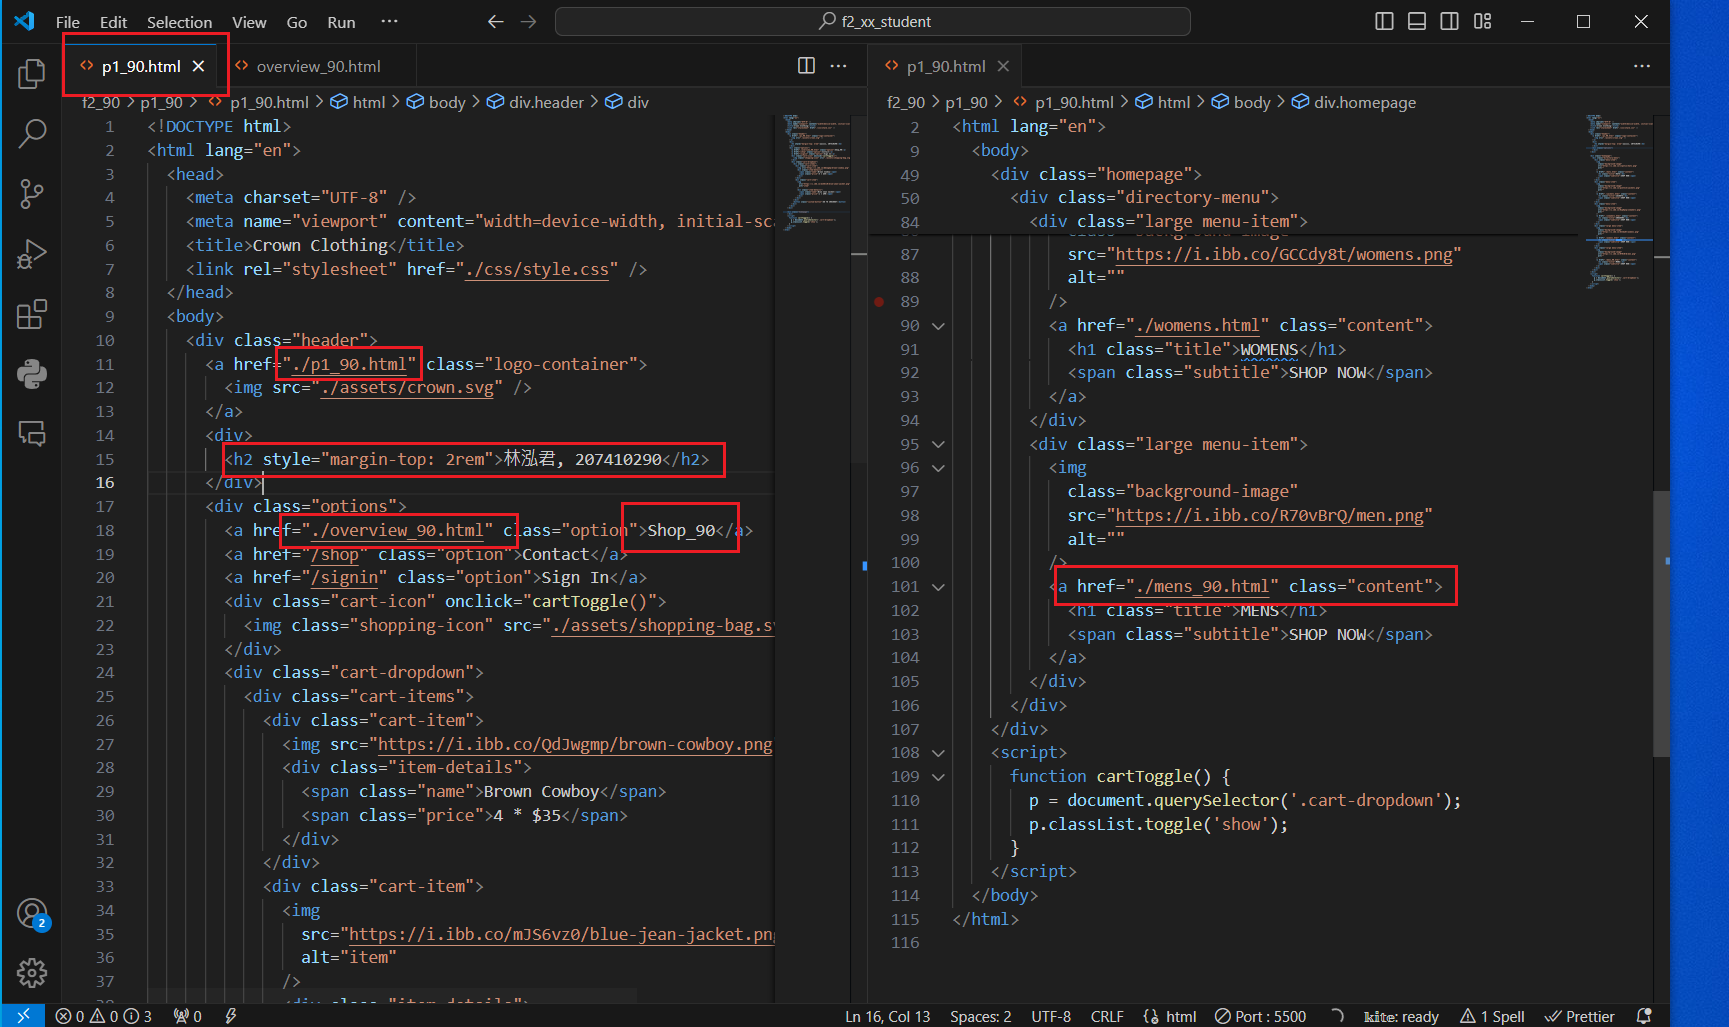 File Edit Selection View Go Run ··· f2_xx_student
p1_90.html overview_90.html
f2_90 > p1_90 > p1_90.html > html > body > div.header > div
1 <!DOCTYPE html>
2 <html lang="en">
3 <head>
4 <meta charset="UTF-8" />
5 <meta name="viewport" content="width=device-width, initial-sca
6 <title>Crown Clothing</title>
7 <link rel="stylesheet" href="./css/style.css" />
8 </head>
9 <body>
10 <div class="header">
11 <a href="./p1_90.html" class="logo-container">
12 <img src="./assets/crown.svg" />
13 </a>
14 <div>
15 <h2 style="margin-top: 2rem">林泓君, 207410290</h2>
16 </div>
17 <div class="options">
18 <a href="./overview_90.html" class="option">Shop_90</a>
19 <a href="/shop" class="option">Contact</a>
20 <a href="/signin" class="option">Sign In</a>
21 <div class="cart-icon" onclick="cartToggle()">
22 <img class="shopping-icon" src="./assets/shopping-bag.sv
23 </div>
24 <div class="cart-dropdown">
25 <div class="cart-items">
26 <div class="cart-item">
27 <img src="https://i.ibb.co/QdJwgmp/brown-cowboy.png
28 <div class="item-details">
29 <span class="name">Brown Cowboy</span>
30 <span class="price">4 * $35</span>
31 </div>
32 </div>
33 <div class="cart-item">
34 <img
35 src="https://i.ibb.co/mJS6vz0/blue-jean-jacket.png
36 alt="item"
37 />
38 <div class="item-details">
p1_90.html
f2_90 > p1_90 > p1_90.html > html > body > div.homepage
2 <html lang="en">
9 <body>
49 <div class="homepage">
50 <div class="directory-menu">
84 <div class="large menu-item">
87 src="https://i.ibb.co/GCCdy8t/womens.png"
88 alt=""
89 />
90 <a href="./womens.html" class="content">
91 <h1 class="title">WOMENS</h1>
92 <span class="subtitle">SHOP NOW</span>
93 </a>
94 </div>
95 <div class="large menu-item">
96 <img
97 class="background-image"
98 src="https://i.ibb.co/R70vBrQ/men.png"
99 alt=""
100 />
101 <a href="./mens_90.html" class="content">
102 <h1 class="title">MENS</h1>
103 <span class="subtitle">SHOP NOW</span>
104 </a>
105 </div>
106 </div>
107 </div>
108 <script>
109 function cartToggle() {
110 p = document.querySelector('.cart-dropdown');
111 p.classList.toggle('show');
112 }
113 </script>
114 </body>
115 </html>
116
2
0 0 3 0 Ln 16, Col 13 Spaces: 2 UTF-8 CRLF html Port : 5500 kite: ready 1 Spell Prettier